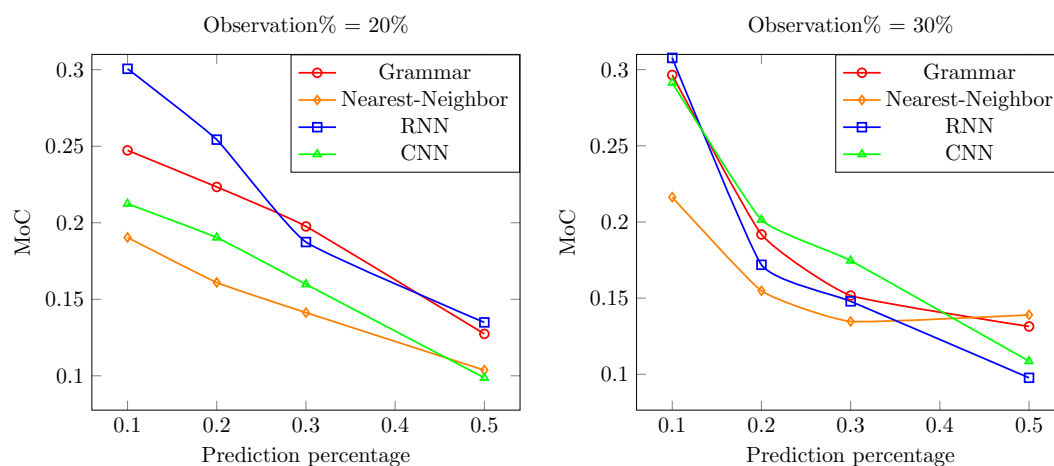 Observation% = 20%
0.3
0.25
0.2
0.15
0.1
MoC
Grammar
Nearest-Neighbor
RNN
CNN
0.1 0.2 0.3 0.4 0.5
Prediction percentage
Observation% = 30%
0.3
0.25
0.2
0.15
0.1
MoC
Grammar
Nearest-Neighbor
RNN
CNN
0.1 0.2 0.3 0.4 0.5
Prediction percentage